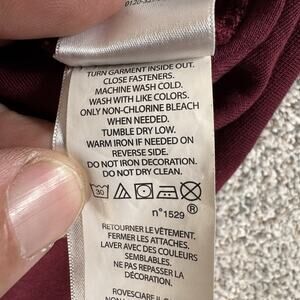 TURN GARMENT INSIDE OUT.
CLOSE FASTENERS.
MACHINE WASH COLD.
WASH WITH LIKE COLORS.
ONLY NON-CHLORINE BLEACH
WHEN NEEDED.
TUMBLE DRY LOW.
WARM IRON IF NEEDED ON
REVERSE SIDE.
DO NOT IRON DECORATION.
DO NOT DRY CLEAN.
30
n°1529 ®
RETOURNER LE VÊTEMENT.
FERMER LES ATTACHES.
LAVER AVEC DES COULEURS
SEMBLABLES.
NE PAS REPASSER LA
DÉCORATION.
ROVESCIARE IL